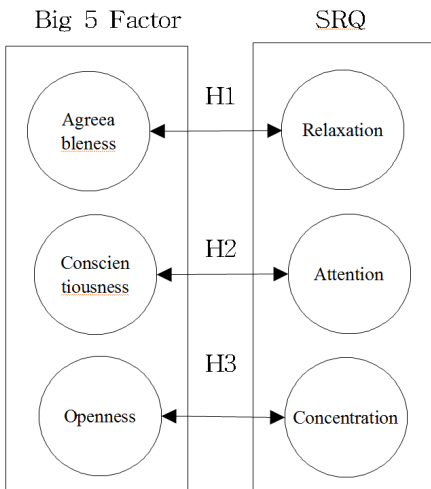 Big 5 Factor
SRQ
H1
Agreea
bleness
Relaxation
H2
Conscien
tiousness
Attention
H3
Openness
Concentration